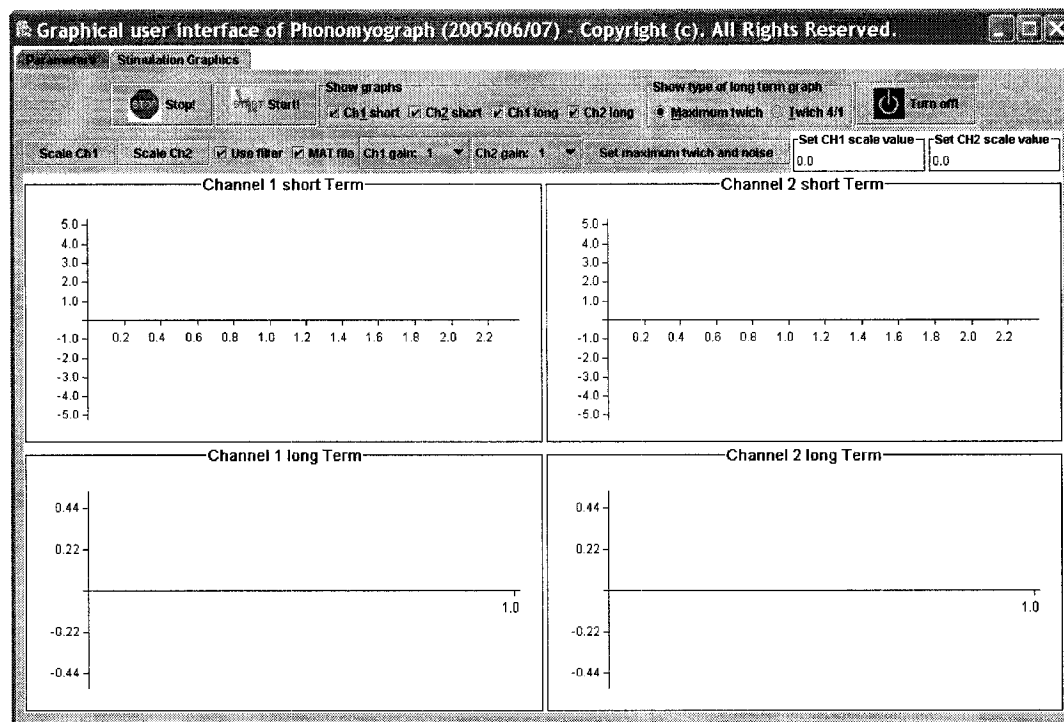 Graphical user interface of Phonomyograph (2005/06/07) - Copyright (c). All Rights Reserved.
Parameters Stimulation Graphics
Show graphs Show type of long term graph
STOP Stop! START Start! Ch1 short Ch2 short Ch1 long Ch2 long Maximum twich Twich 4/1 Turn off!
Set CH1 scale value Set CH2 scale value
Scale Ch1 Scale Ch2 Use filter MAT file Ch1 gain: 1 Ch2 gain: 1 Set maximum twich and noise 0.0 0.0
Channel 1 short Term
5.0
4.0
3.0
2.0
1.0
0.2 0.4 0.6 0.8 1.0 1.2 1.4 1.6 1.8 2.0 2.2
-1.0
-2.0
-3.0
-4.0
-5.0
Channel 2 short Term
5.0
4.0
3.0
2.0
1.0
0.2 0.4 0.6 0.8 1.0 1.2 1.4 1.6 1.8 2.0 2.2
-1.0
-2.0
-3.0
-4.0
-5.0
Channel 1 long Term
0.44
0.22
1.0
-0.22
-0.44
Channel 2 long Term
0.44
0.22
1.0
-0.22
-0.44